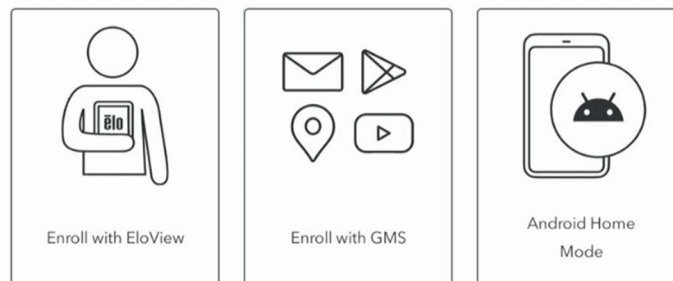 ēlo
Enroll with EloView
Enroll with GMS
Android Home
Mode